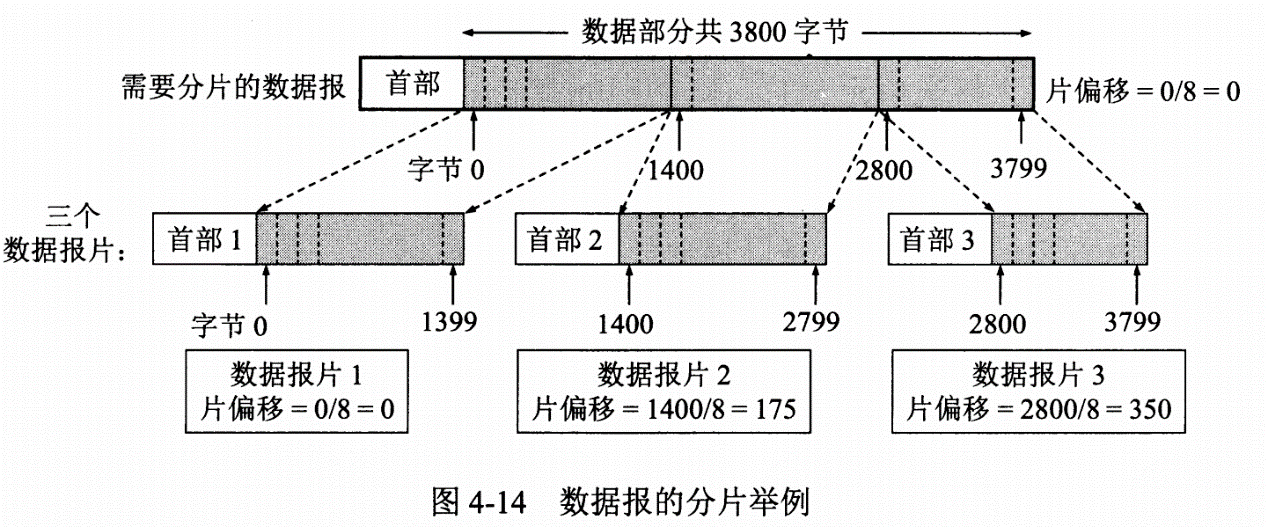 数据部分共 3800 字节
需要分片的数据报
首部
片偏移 = 0/8 = 0
字节 0
1400
2800
3799
三个
数据报片：
首部 1
首部 2
首部 3
字节 0
1399
1400
2799
2800
3799
数据报片 1
片偏移 = 0/8 = 0
数据报片 2
片偏移 = 1400/8 = 175
数据报片 3
片偏移 = 2800/8 = 350
图 4-14 数据报的分片举例